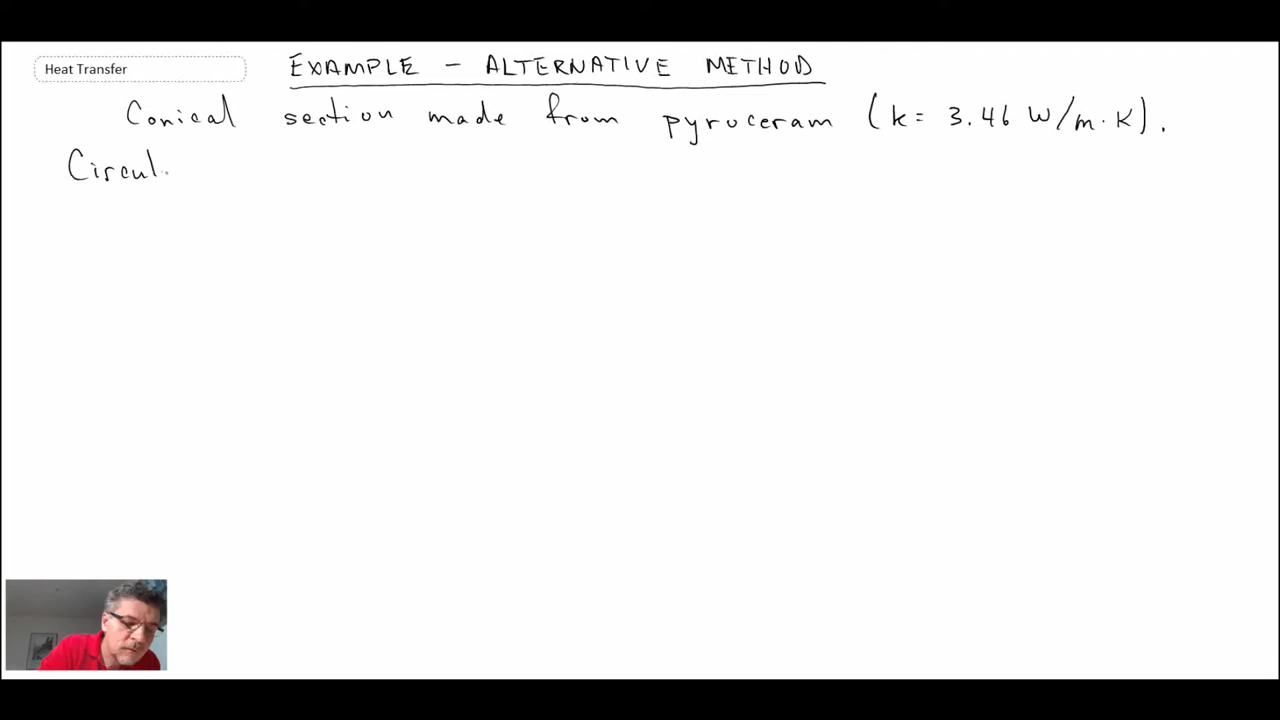 Heat Transfer
EXAMPLE - ALTERNATIVE METHOD
Conical section made from pyroceram (k= 3.46 W/m·K).
Circul